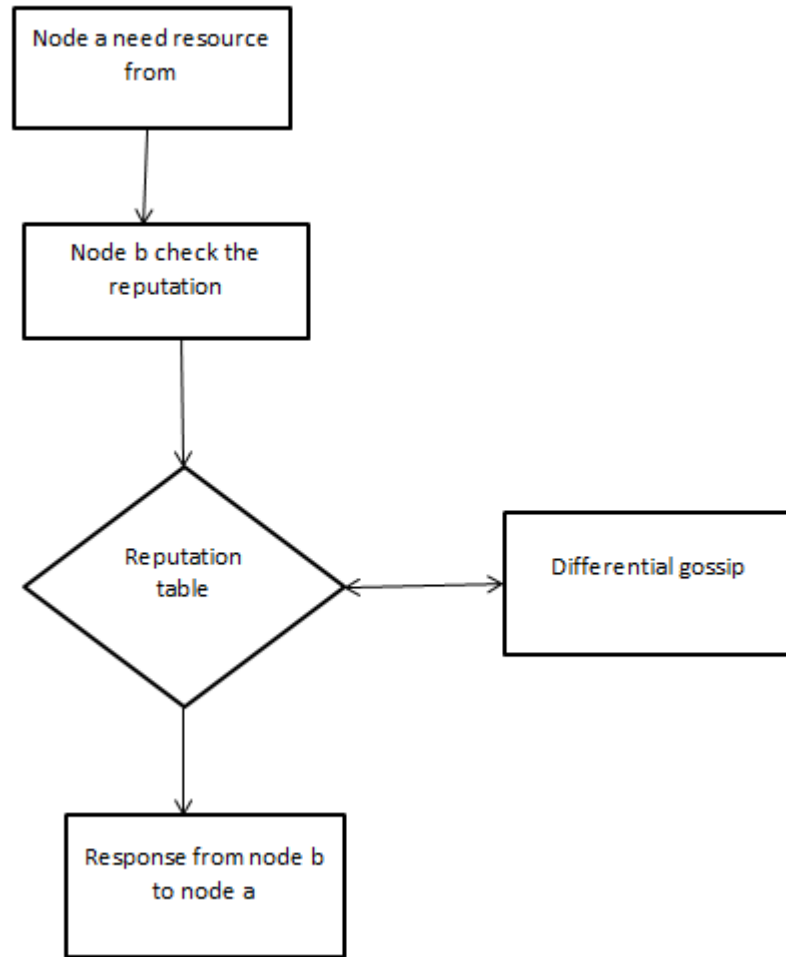 Node a need resource
from
Node b check the
reputation
Reputation
table
Differential gossip
Response from node b
to node a